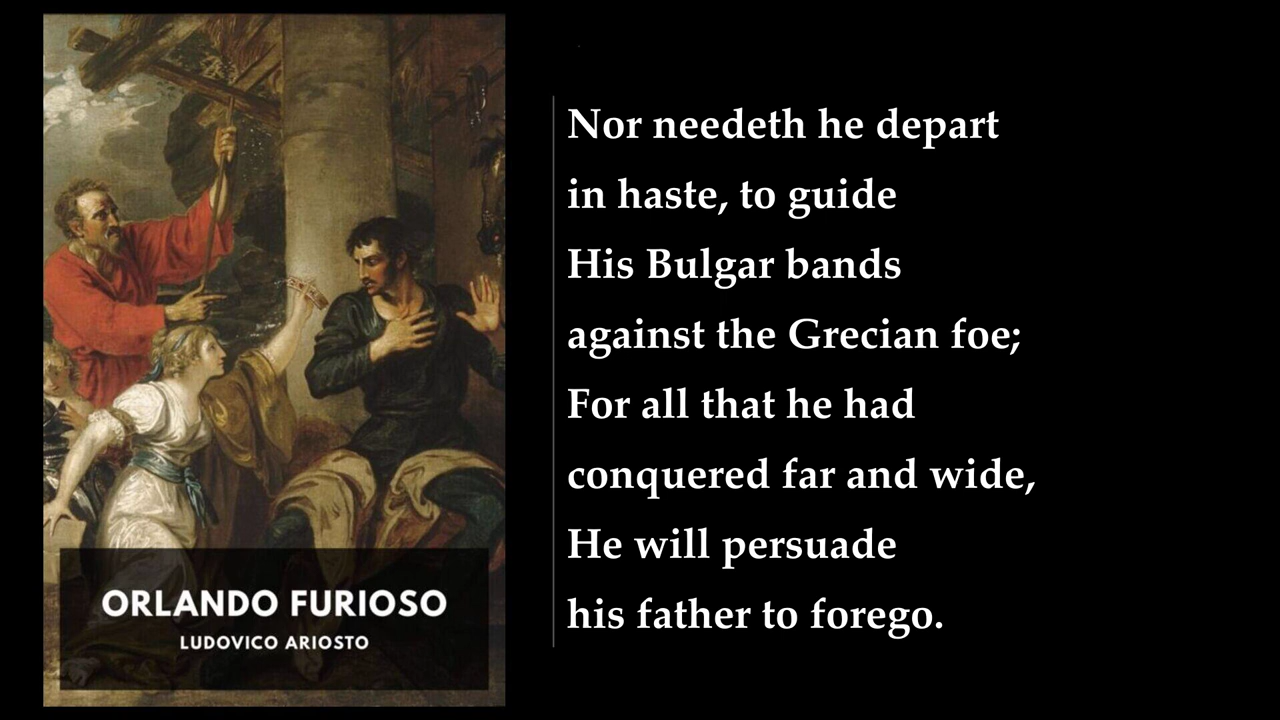 ORLANDO FURIOSO
LUDOVICO ARIOSTO
Nor needeth he depart
in haste, to guide
His Bulgar bands
against the Grecian foe;
For all that he had
conquered far and wide,
He will persuade
his father to forego.